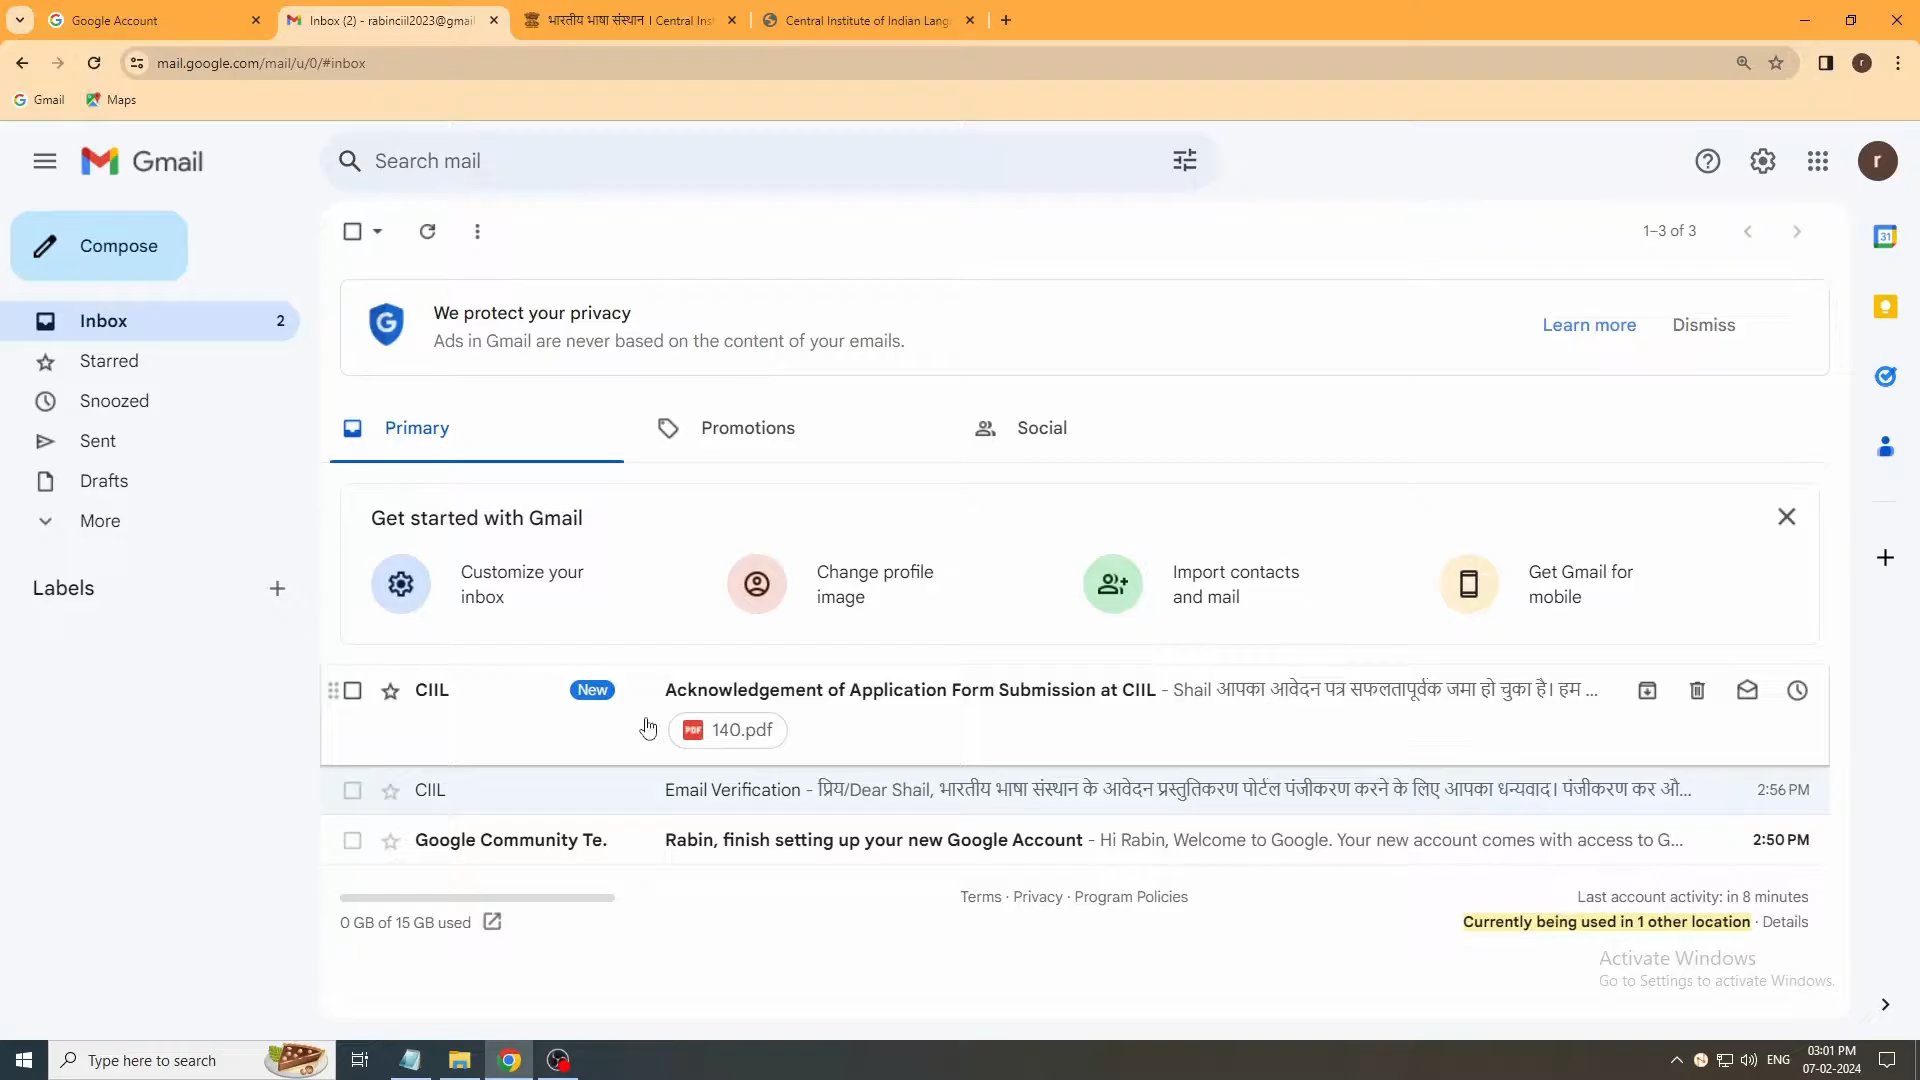 Google Account
Inbox (2) - rabinciil2023@gmai
भारतीय भाषा संस्थान । Central Ins
Central Institute of Indian Lang
mail.google.com/mail/u/0/#inbox
Gmail
Maps
Gmail
Search mail
r
Compose
1–3 of 3
We protect your privacy
Ads in Gmail are never based on the content of your emails.
Learn more
Dismiss
Inbox 2
Starred
Snoozed
Sent
Drafts
More
Labels
Primary
Promotions
Social
Get started with Gmail
Customize your inbox
Change profile image
Import contacts and mail
Get Gmail for mobile
CIIL New Acknowledgement of Application Form Submission at CIIL - Shail आपका आवेदन पत्र सफलतापूर्वक जमा हो चुका है। हम ...
PDF 140.pdf
CIIL Email Verification - प्रिय/Dear Shail, भारतीय भाषा संस्थान के आवेदन प्रस्तुतिकरण पोर्टल पंजीकरण करने के लिए आपका धन्यवाद। पंजीकरण कर औ... 2:56 PM
Google Community Te. Rabin, finish setting up your new Google Account - Hi Rabin, Welcome to Google. Your new account comes with access to G... 2:50 PM
0 GB of 15 GB used
Terms · Privacy · Program Policies
Last account activity: in 8 minutes
Currently being used in 1 other location · Details
Activate Windows
Go to Settings to activate Windows.
Type here to search
ENG
03:01 PM
07-02-2024